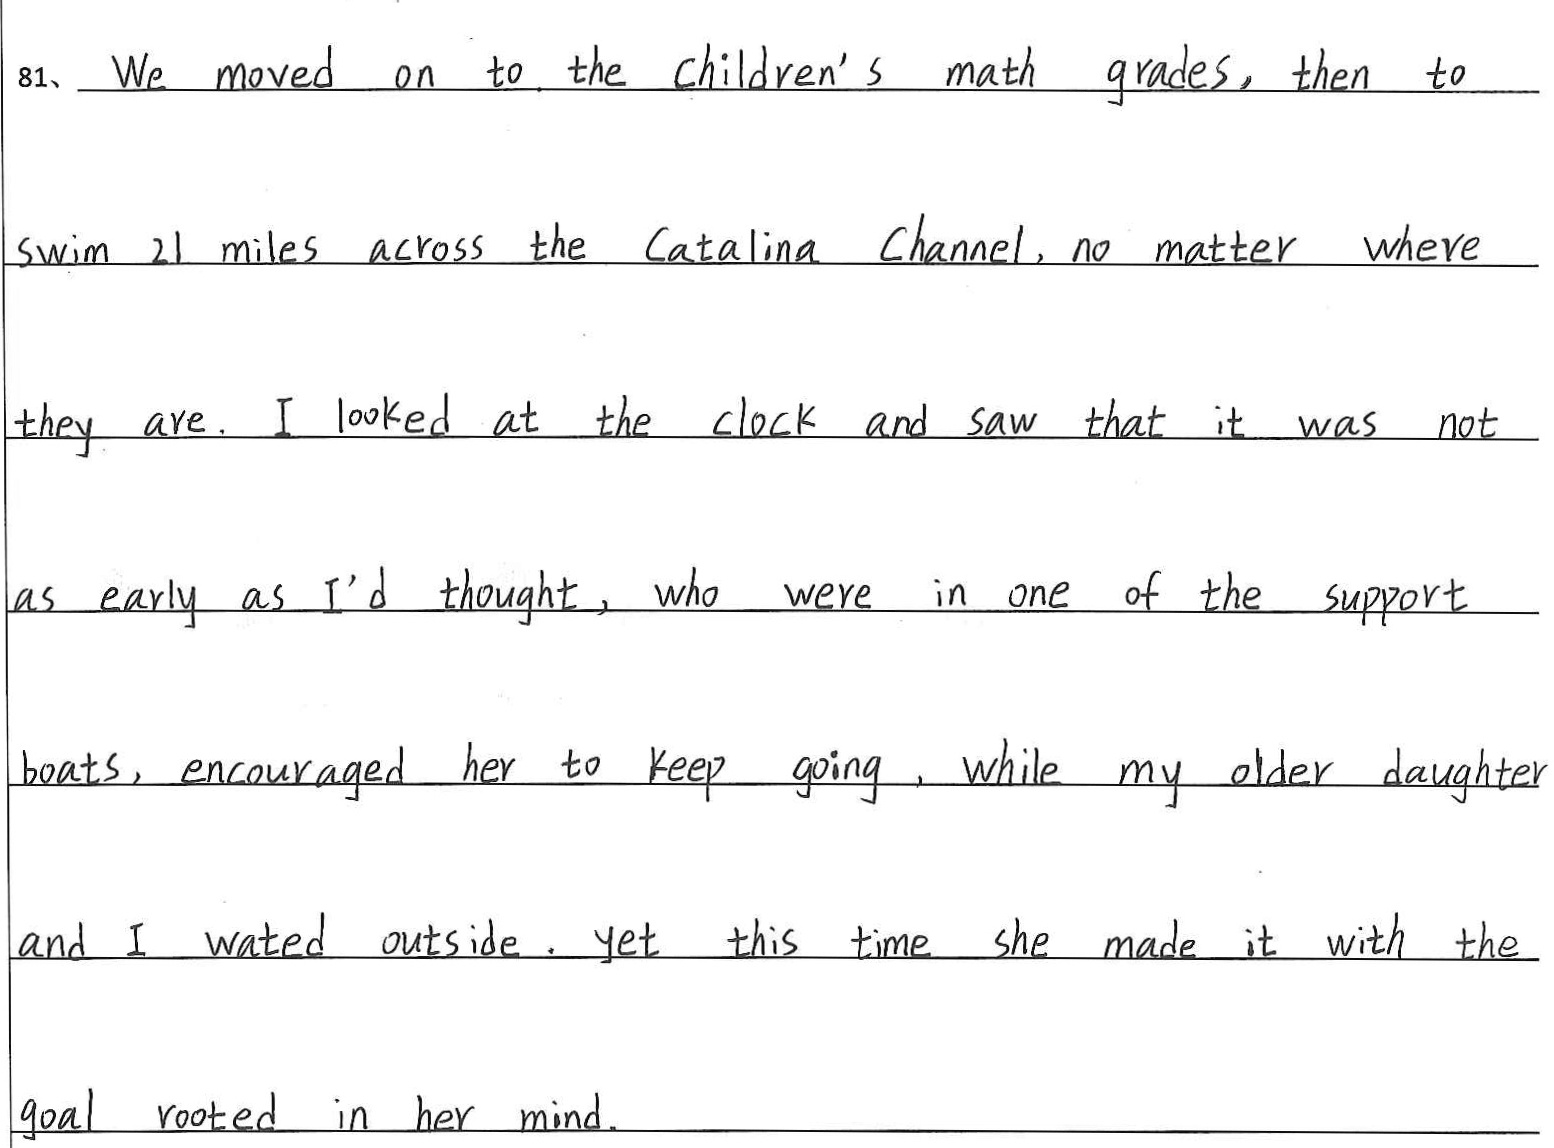 81、 We moved on to the children's math grades, then to
swim 21 miles across the Catalina Channel, no matter where
they are. I looked at the clock and saw that it was not
as early as I'd thought, who were in one of the support
boats, encouraged her to keep going, while my older daughter
and I wated outside. yet this time she made it with the
goal rooted in her mind.